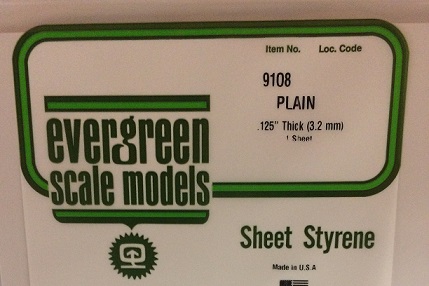 Item No. Loc. Code
9108
PLAIN
.125" Thick (3.2 mm)
1 Sheet
evergreen
scale models
Sheet Styrene
Made in U.S.A